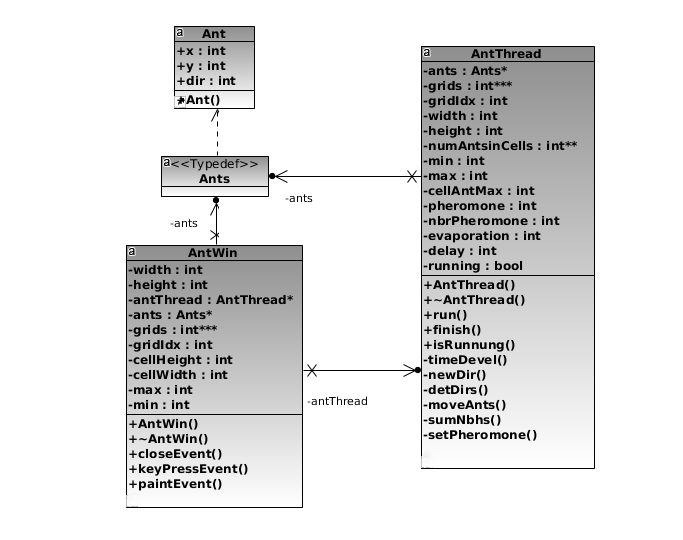 a
Ant
+x : int
+y : int
+dir : int
+Ant()
a
<<Typedef>>
Ants
-ants
-ants
a
AntWin
-width : int
-height : int
-antThread : AntThread*
-ants : Ants*
-grids : int***
-gridIdx : int
-cellHeight : int
-cellWidth : int
-max : int
-min : int
+AntWin()
+~AntWin()
+closeEvent()
+keyPressEvent()
+paintEvent()
-antThread
a
AntThread
-ants : Ants*
-grids : int***
-gridIdx : int
-width : int
-height : int
-numAntsinCells : int**
-min : int
-max : int
-cellAntMax : int
-pheromone : int
-nbrPheromone : int
-evaporation : int
-delay : int
-running : bool
+AntThread()
+~AntThread()
+run()
+finish()
+isRunnung()
-timeDevel()
-newDir()
-detDirs()
-moveAnts()
-sumNbhs()
-setPheromone()